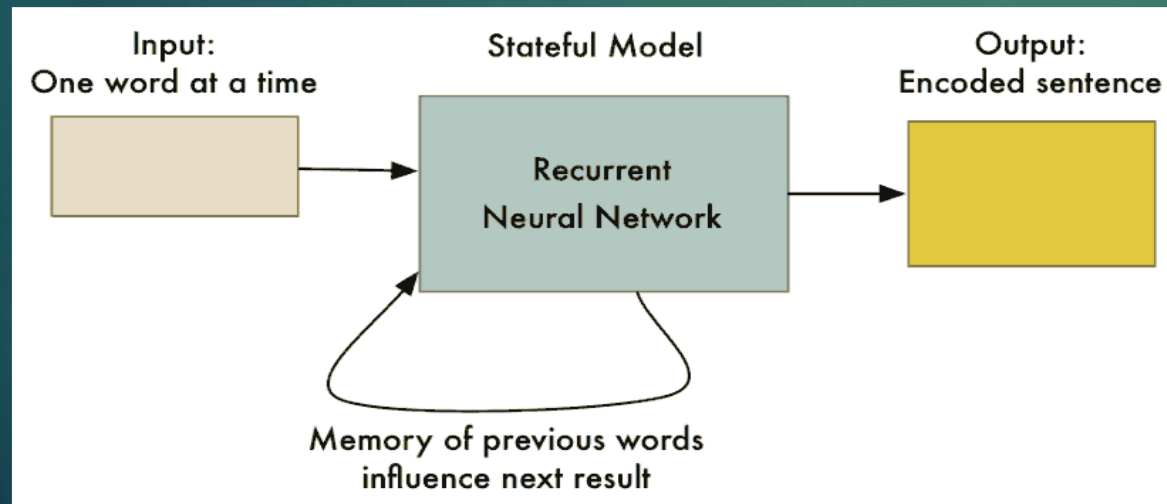 Input:
One word at a time
Stateful Model
Output:
Encoded sentence
Recurrent
Neural Network
Memory of previous words
influence next result